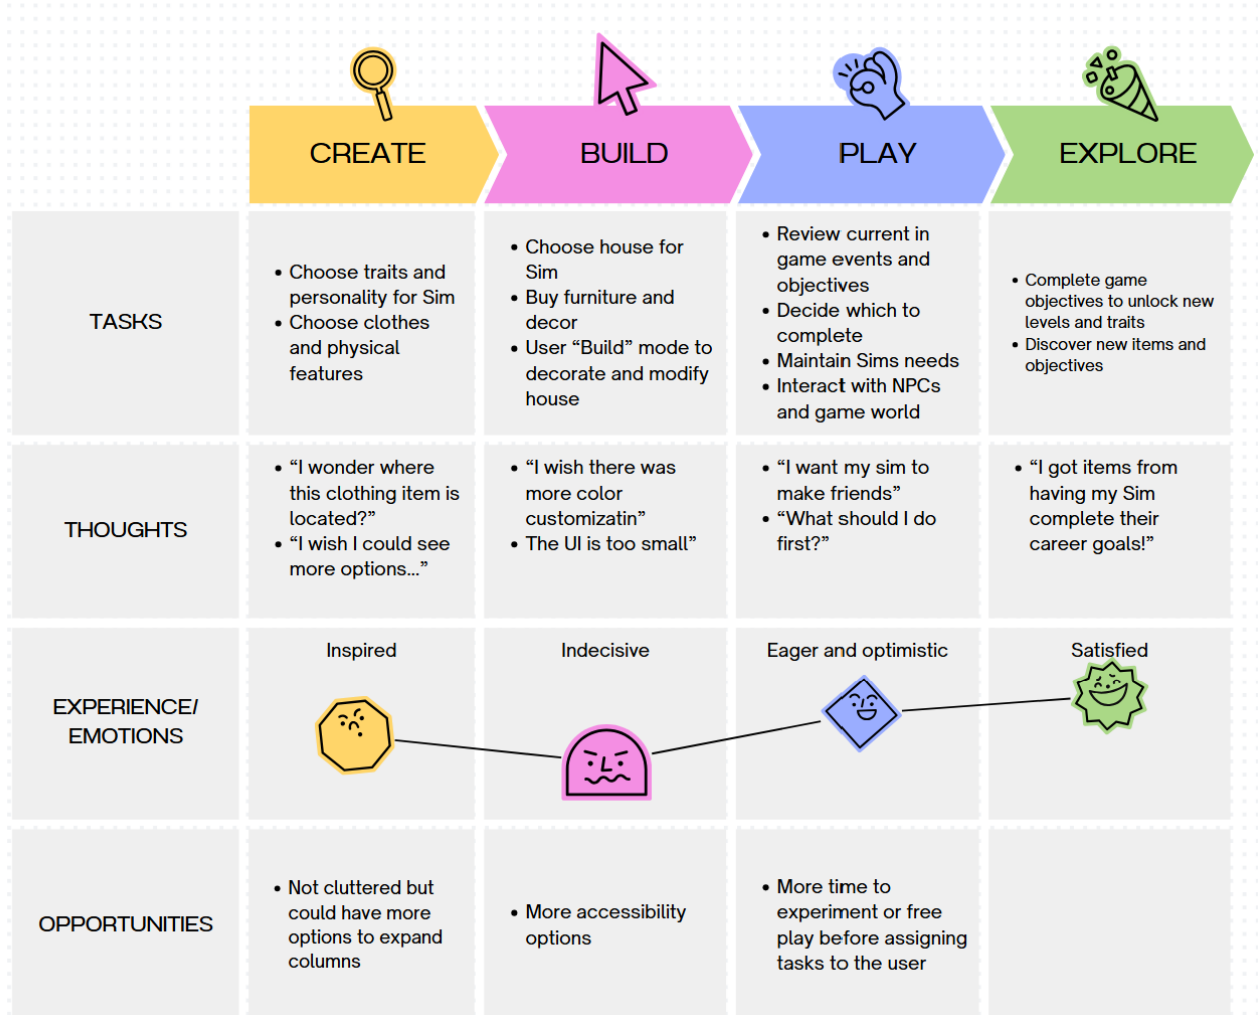 CREATE
BUILD
PLAY
EXPLORE
TASKS
• Choose traits and
personality for Sim
• Choose clothes
and physical
features
• Choose house for
Sim
• Buy furniture and
decor
• User “Build” mode to
decorate and modify
house
• Review current in
game events and
objectives
• Decide which to
complete
• Maintain Sims needs
• Interact with NPCs
and game world
• Complete game
objectives to unlock new
levels and traits
• Discover new items and
objectives
THOUGHTS
• “I wonder where
this clothing item is
located?”
• “I wish I could see
more options...”
• “I wish there was
more color
customizatin”
• The UI is too small”
• “I want my sim to
make friends”
• “What should I do
first?”
• “I got items from
having my Sim
complete their
career goals!”
EXPERIENCE/
EMOTIONS
Inspired
Indecisive
Eager and optimistic
Satisfied
OPPORTUNITIES
• Not cluttered but
could have more
options to expand
columns
• More accessibility
options
• More time to
experiment or free
play before assigning
tasks to the user